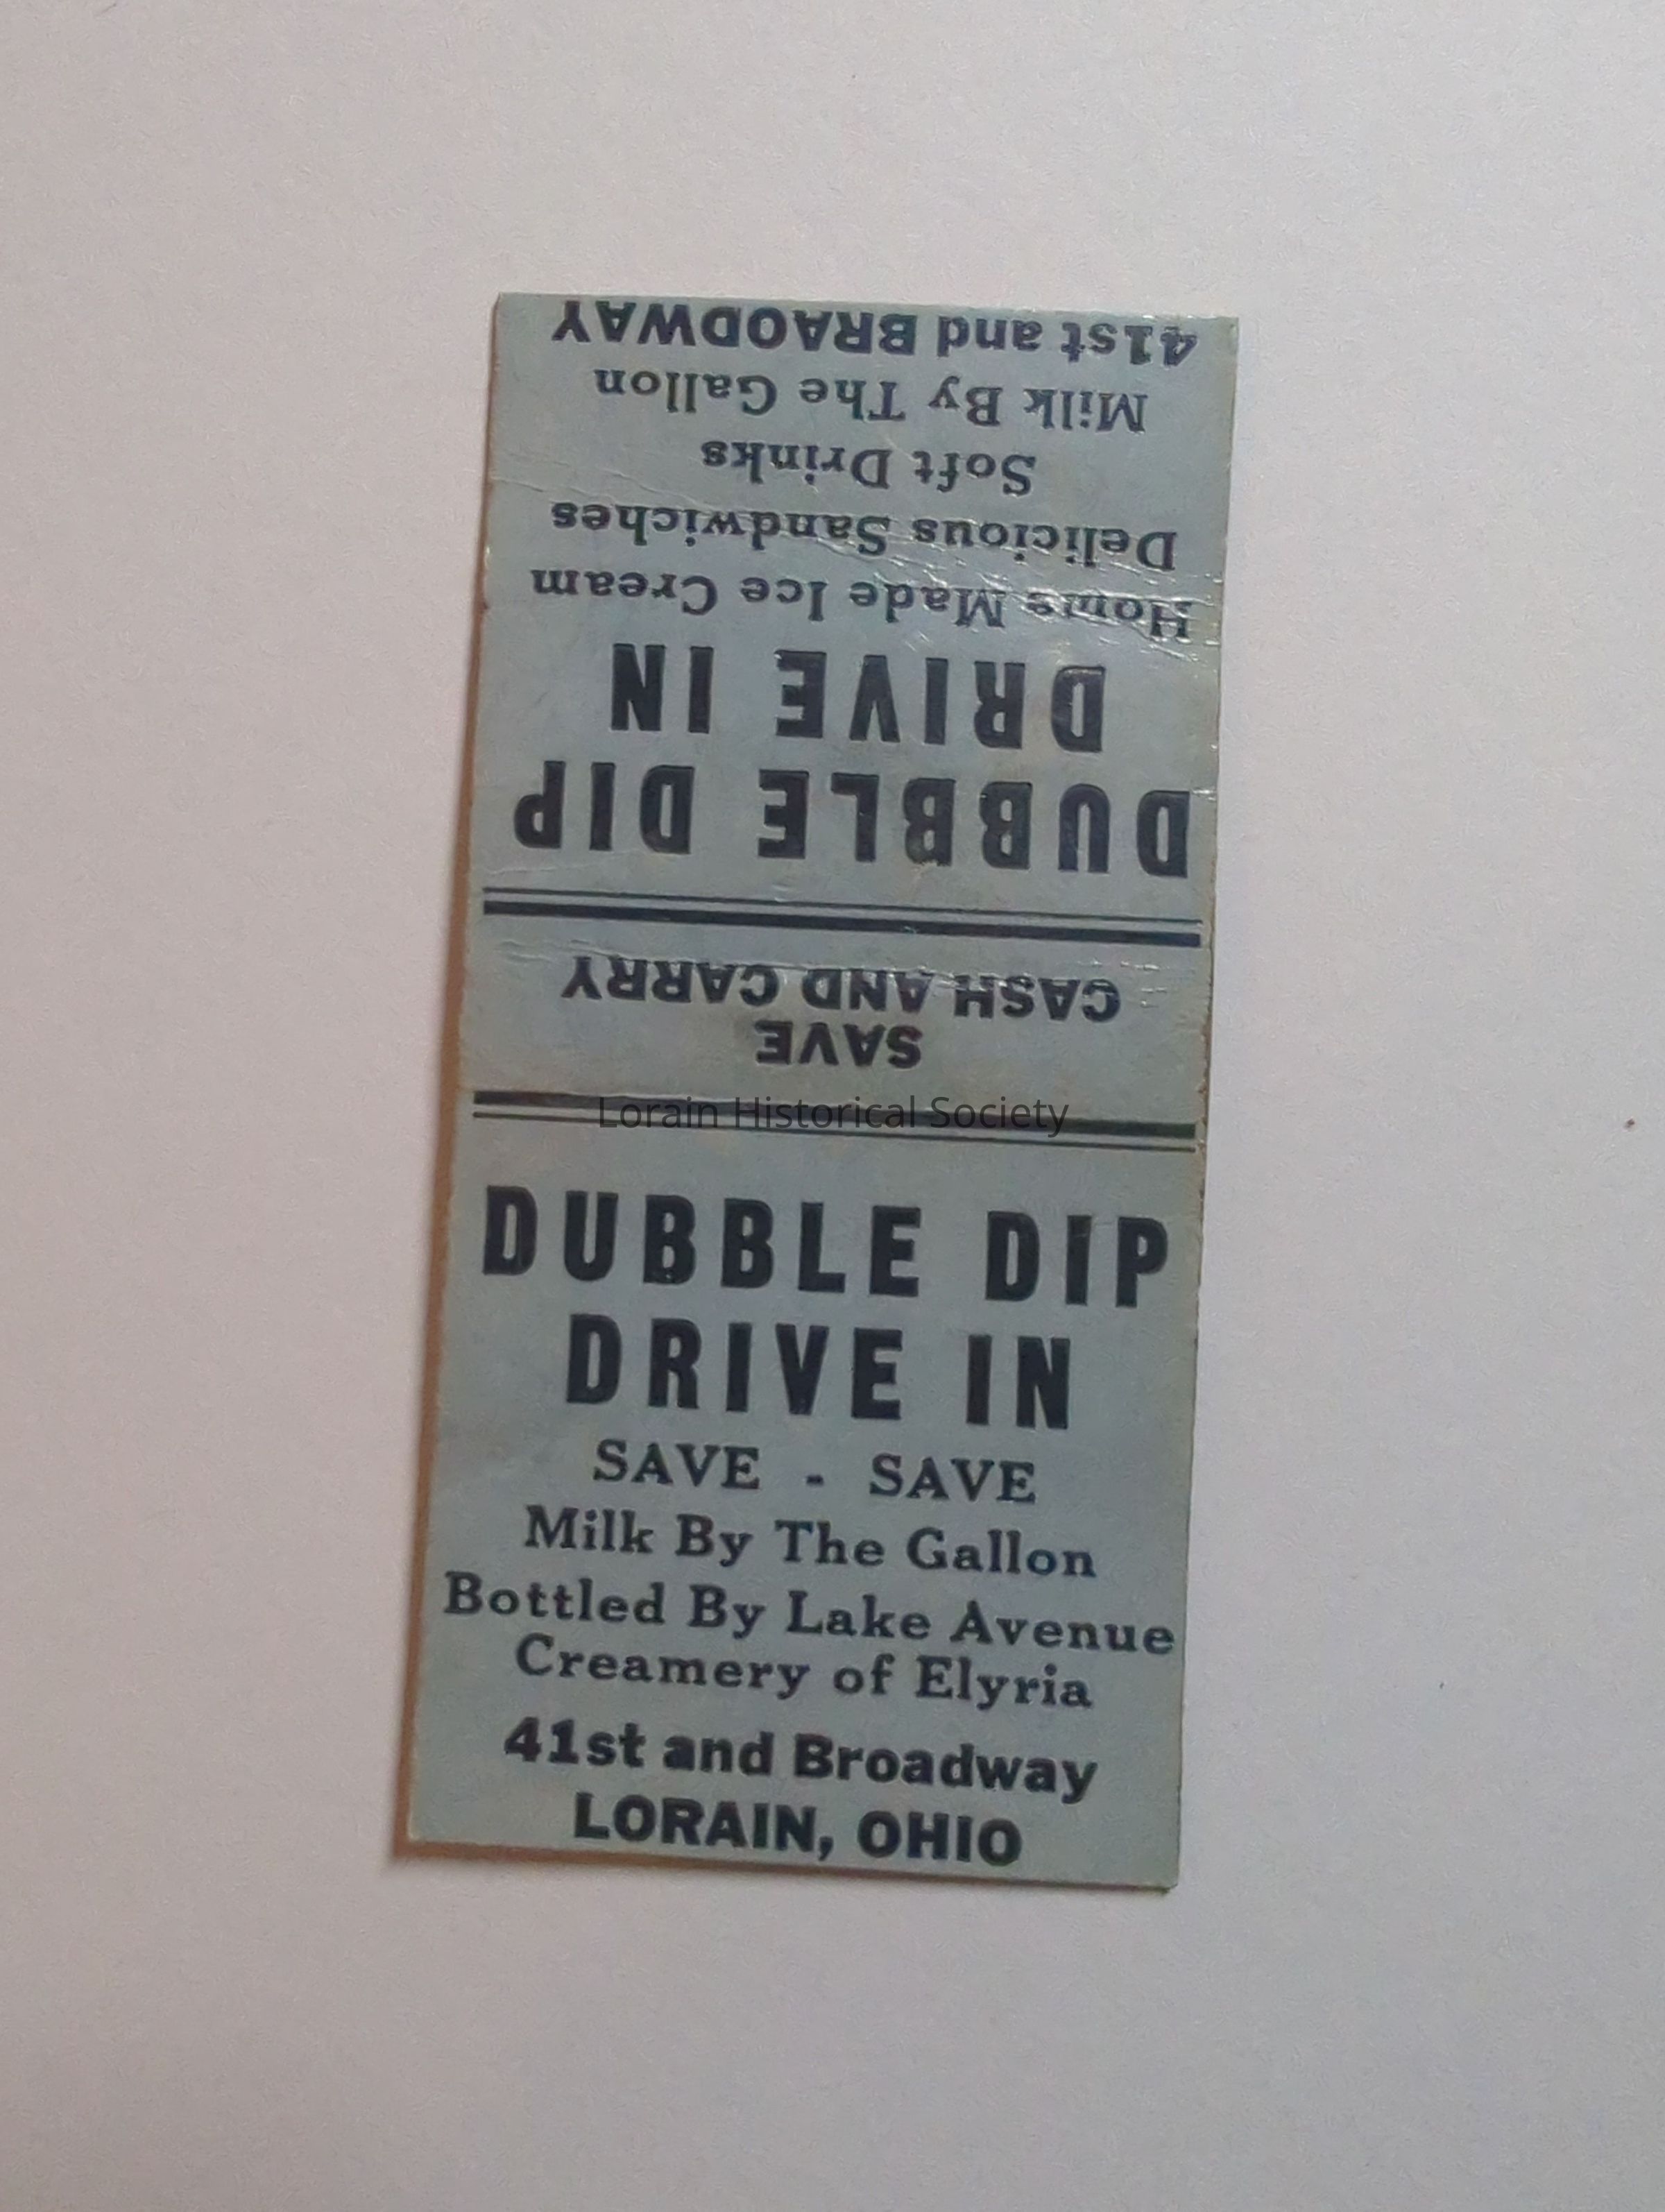 DUBBLE DIP
DRIVE IN
SAVE - SAVE
Milk By The Gallon
Bottled By Lake Avenue
Creamery of Elyria
41st and Broadway
LORAIN, OHIO
SAVE
CASH AND CARRY
DUBBLE DIP
DRIVE IN
Home Made Ice Cream
Delicious Sandwiches
Soft Drinks
Milk By The Gallon
41st and BRAODWAY
Lorain Historical Society